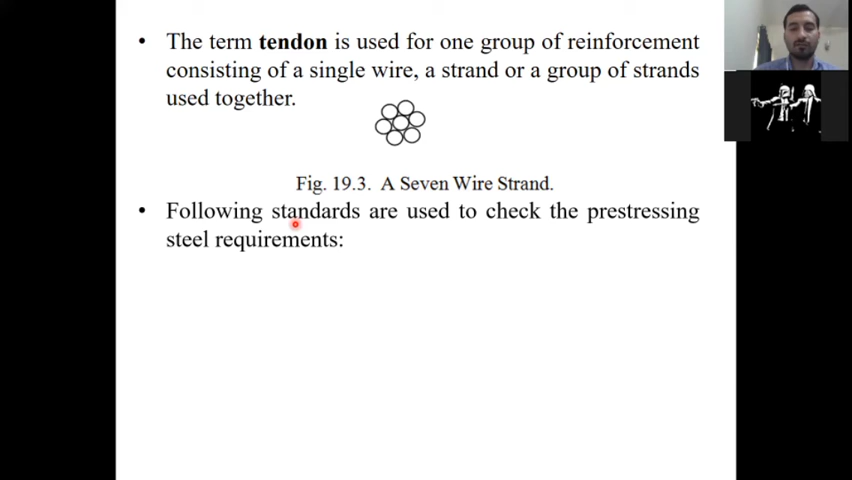 • The term tendon is used for one group of reinforcement
consisting of a single wire, a strand or a group of strands
used together.
Fig. 19.3. A Seven Wire Strand.
• Following standards are used to check the prestressing
steel requirements: